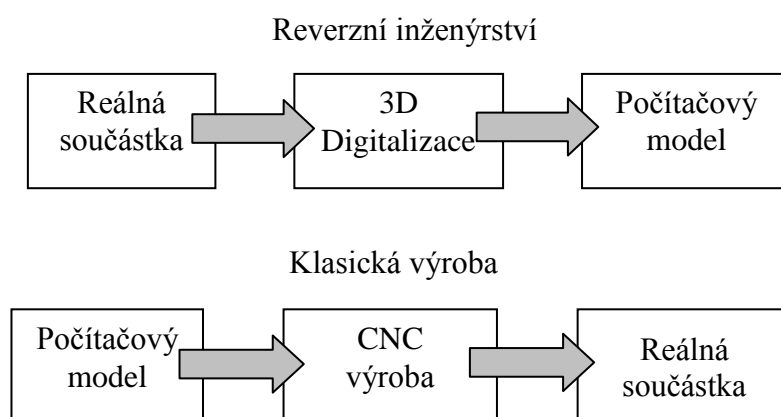 Reverzní inženýrství
Reálná
součástka
3D
Digitalizace
Počítačový
model
Klasická výroba
Počítačový
model
CNC
výroba
Reálná
součástka